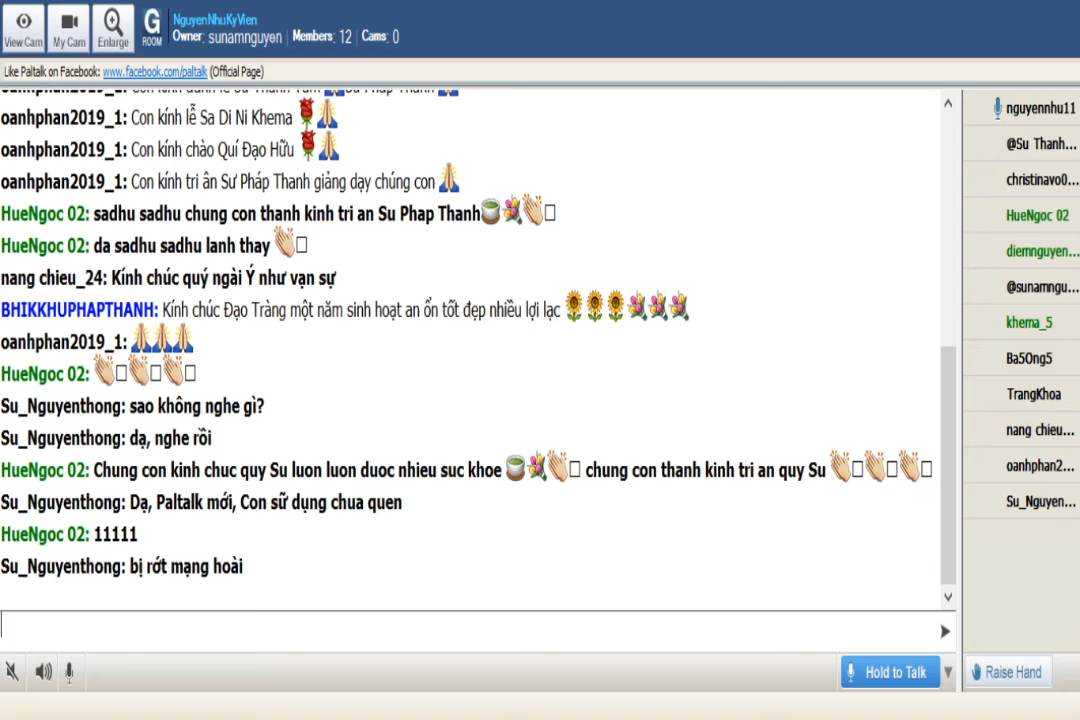 View Cam
My Cam
Enlarge
G
ROOM
NguyenNhuKyVien
Owner: sunamnguyen | Members: 12 | Cams: 0
Like Paltalk on Facebook: www.facebook.com/paltalk (Official Page)
oanhphan2019_1: Con kính lễ Sa Di Ni Khema 🌹🙏
oanhphan2019_1: Con kính chào Quí Đạo Hữu 🌹🙏
oanhphan2019_1: Con kính tri ân Sư Pháp Thanh giảng dạy chúng con 🙏
HueNgoc 02: sadhu sadhu chung con thanh kinh tri an Su Phap Thanh🍵💐👏
HueNgoc 02: da sadhu sadhu lanh thay 👏
nang chieu_24: Kính chúc quý ngài Ý như vạn sự
BHIKKHUPHAPTHANH: Kính chúc Đạo Tràng một năm sinh hoạt an ổn tốt đẹp nhiều lợi lạc 🌻🌻🌻💐💐💐
oanhphan2019_1: 🙏🙏🙏
HueNgoc 02: 👏👏👏
Su_Nguyenthong: sao không nghe gì?
Su_Nguyenthong: dạ, nghe rồi
HueNgoc 02: Chung con kinh chuc quy Su luon luon duoc nhieu suc khoe 🍵💐👏 chung con thanh kinh tri an quy Su 👏👏👏
Su_Nguyenthong: Dạ, Paltalk mới, Con sữ dụng chua quen
HueNgoc 02: 11111
Su_Nguyenthong: bị rớt mạng hoài
nguyennhu11
@Su Thanh...
christinavo0...
HueNgoc 02
diemnguyen...
@sunamngu...
khema_5
Ba5Ong5
TrangKhoa
nang chieu...
oanhphan2...
Su_Nguyen...
Hold to Talk
Raise Hand